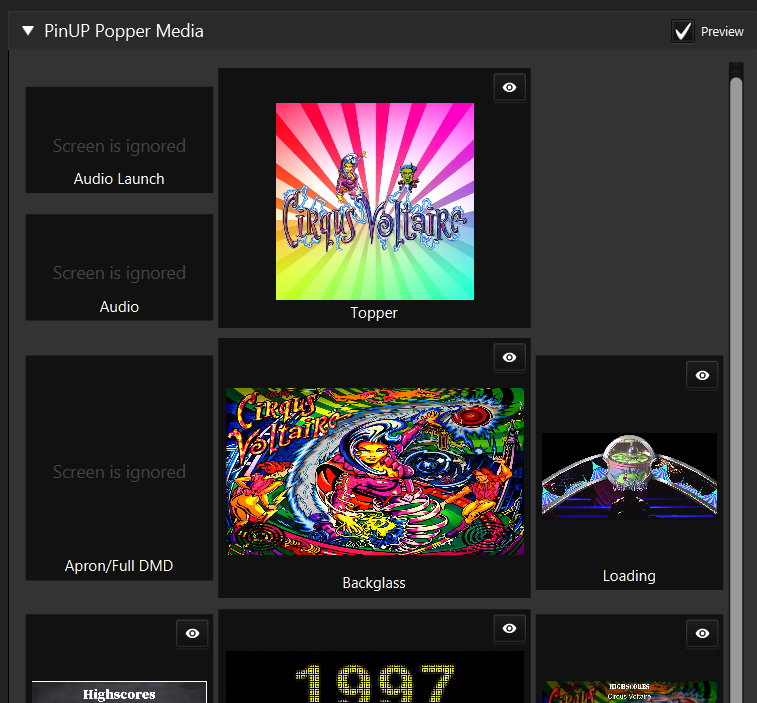 PinUP Popper Media
Preview
Screen is ignored
Audio Launch
Screen is ignored
Audio
Cirqus Voltaire
Topper
Screen is ignored
Apron/Full DMD
Cirqus
Voltaire
Backglass
Loading
Highscores
1997
HIGHSCORES
Cirqus Voltaire